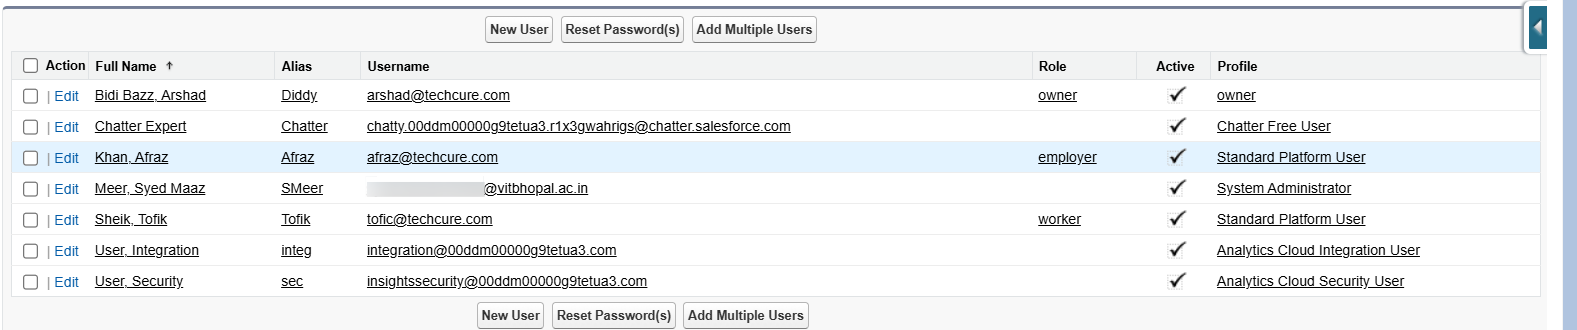 New User Reset Password(s) Add Multiple Users
Action Full Name ↑ Alias Username Role Active Profile
| Edit Bidi Bazz, Arshad Diddy arshad@techcure.com owner ✓ owner
| Edit Chatter Expert Chatter chatty.00ddm00000g9tetua3.r1x3gwahrigs@chatter.salesforce.com ✓ Chatter Free User
| Edit Khan, Afraz Afraz afraz@techcure.com employer ✓ Standard Platform User
| Edit Meer, Syed Maaz SMeer @vitbhopal.ac.in ✓ System Administrator
| Edit Sheik, Tofik Tofik tofic@techcure.com worker ✓ Standard Platform User
| Edit User, Integration integ integration@00ddm00000g9tetua3.com ✓ Analytics Cloud Integration User
| Edit User, Security sec insightssecurity@00ddm00000g9tetua3.com ✓ Analytics Cloud Security User
New User Reset Password(s) Add Multiple Users